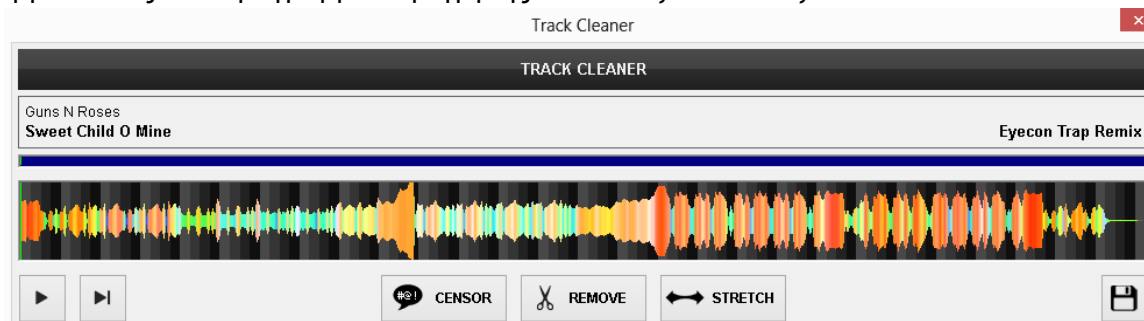 Track Cleaner
TRACK CLEANER
Guns N Roses
Sweet Child O Mine
Eyecon Trap Remix
#@! CENSOR
REMOVE
STRETCH